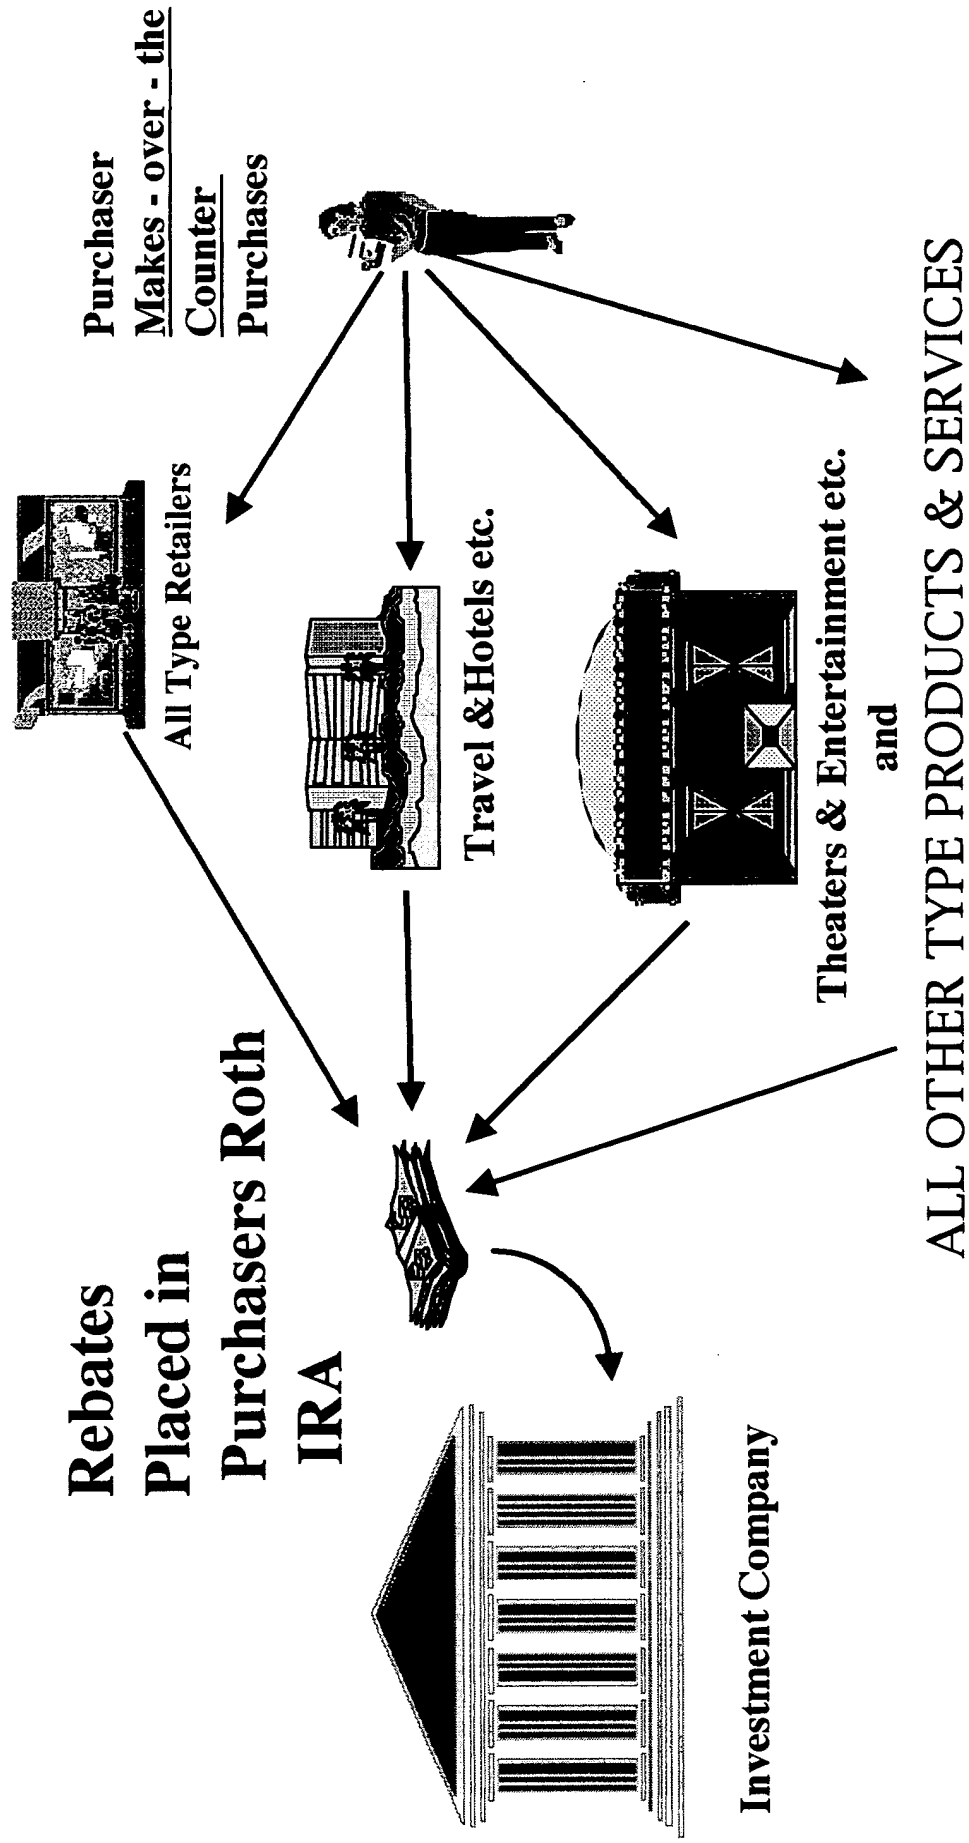 Rebates
Placed in
Purchasers Roth
IRA
Purchaser
Makes - over - the
Counter
Purchases
All Type Retailers
Travel &Hotels etc.
Investment Company
Theaters & Entertainment etc.
and
ALL OTHER TYPE PRODUCTS & SERVICES